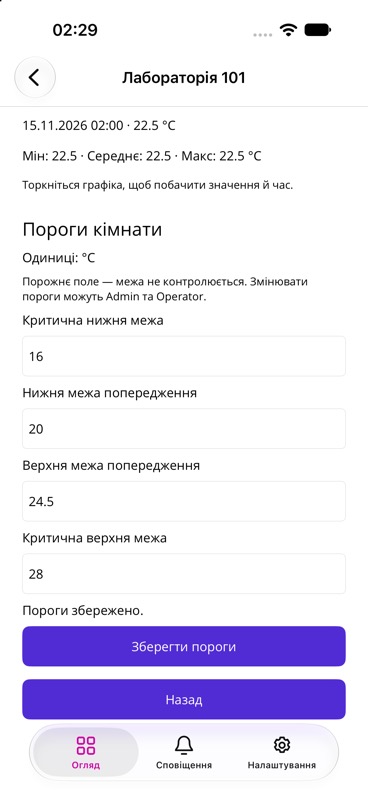 02:29
Лабораторія 101
15.11.2026 02:00 · 22.5 °C
Мін: 22.5 · Середнє: 22.5 · Макс: 22.5 °C
Торкніться графіка, щоб побачити значення й час.
Пороги кімнати
Одиниці: °C
Порожнє поле — межа не контролюється. Змінювати
пороги можуть Admin та Operator.
Критична нижня межа
16
Нижня межа попередження
20
Верхня межа попередження
24.5
Критична верхня межа
28
Пороги збережено.
Зберегти пороги
Назад
Огляд
Сповіщення
Налаштування